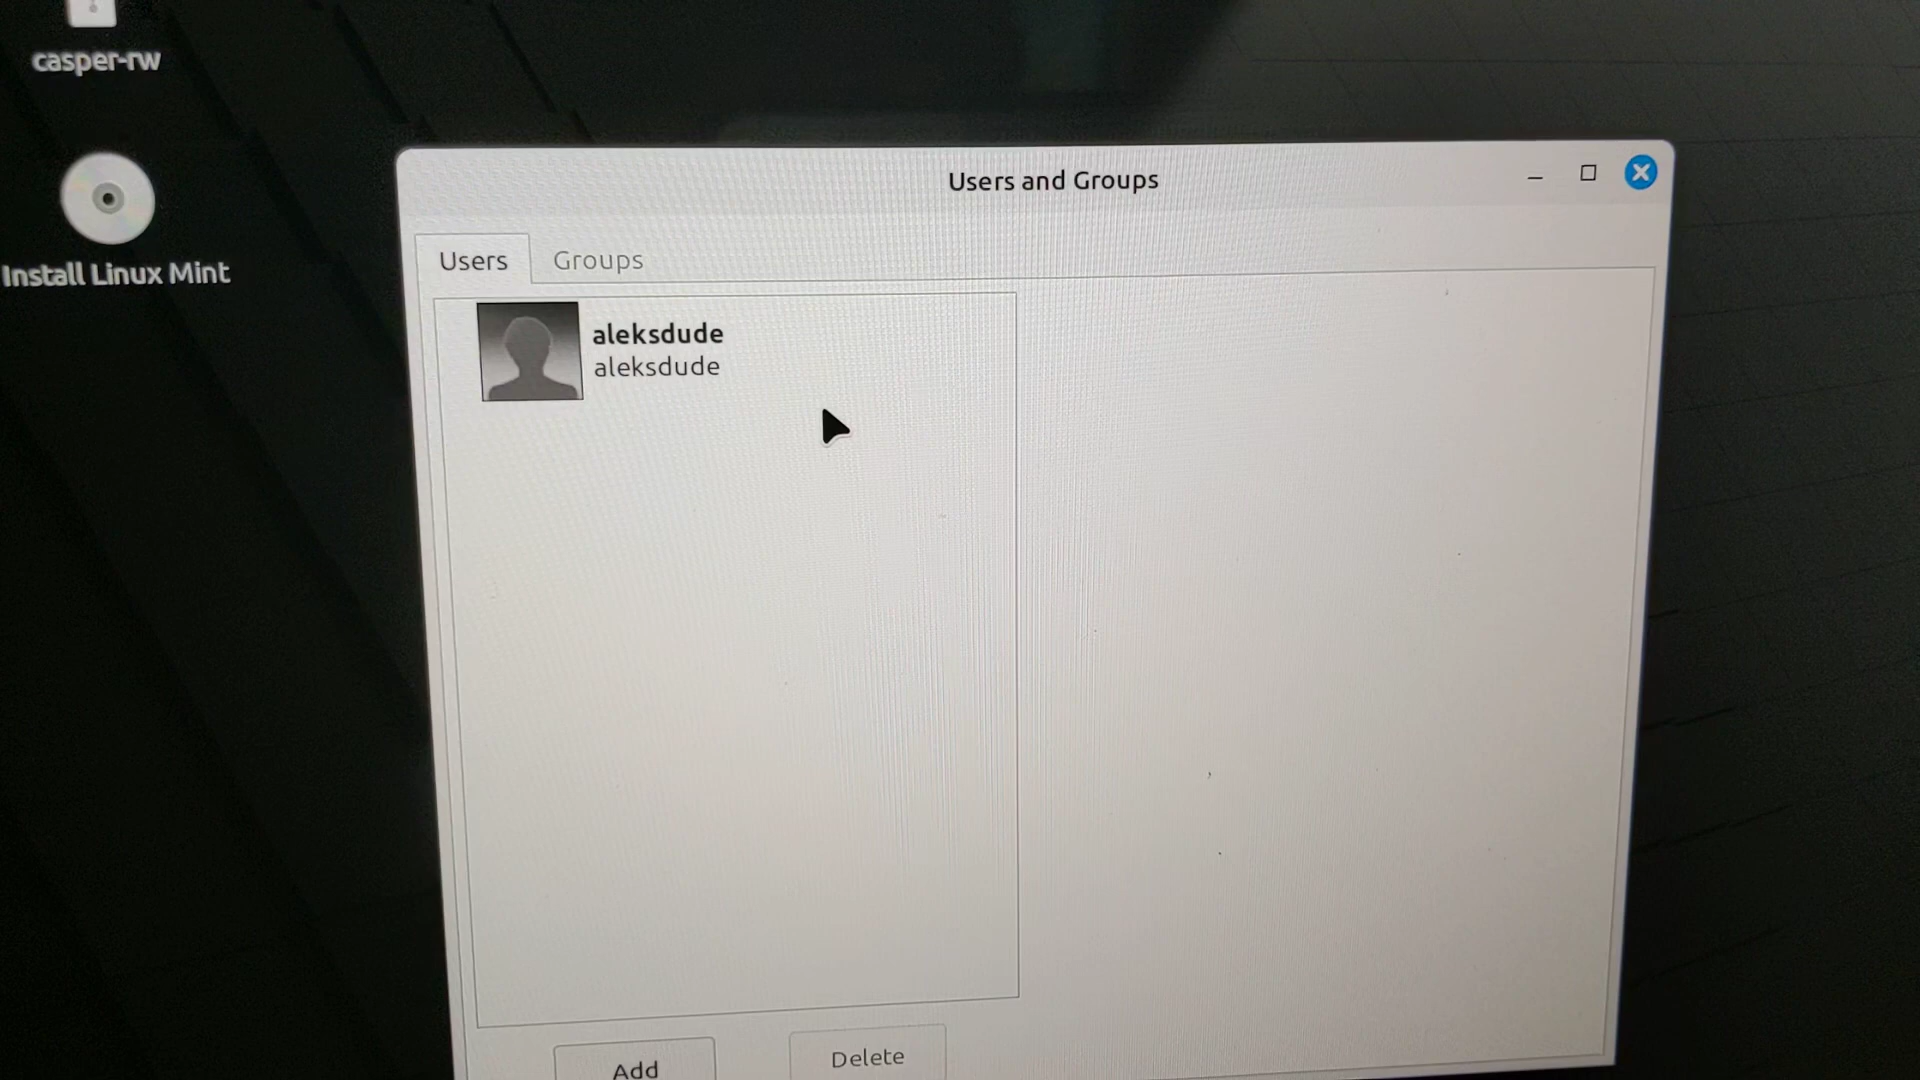 casper-rw
Install Linux Mint
Users and Groups
Users
Groups
aleksdude
aleksdude
Add
Delete